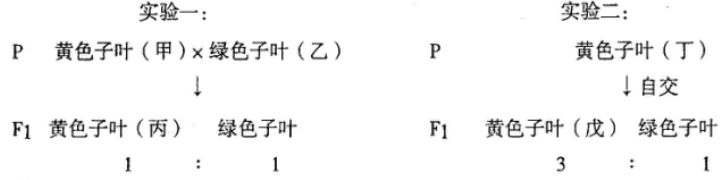 实验一：
P 黄色子叶（甲）×绿色子叶（乙）
↓
F1 黄色子叶（丙） 绿色子叶
1 : 1
实验二：
P 黄色子叶（丁）
↓自交
F1 黄色子叶（戊） 绿色子叶
3 : 1